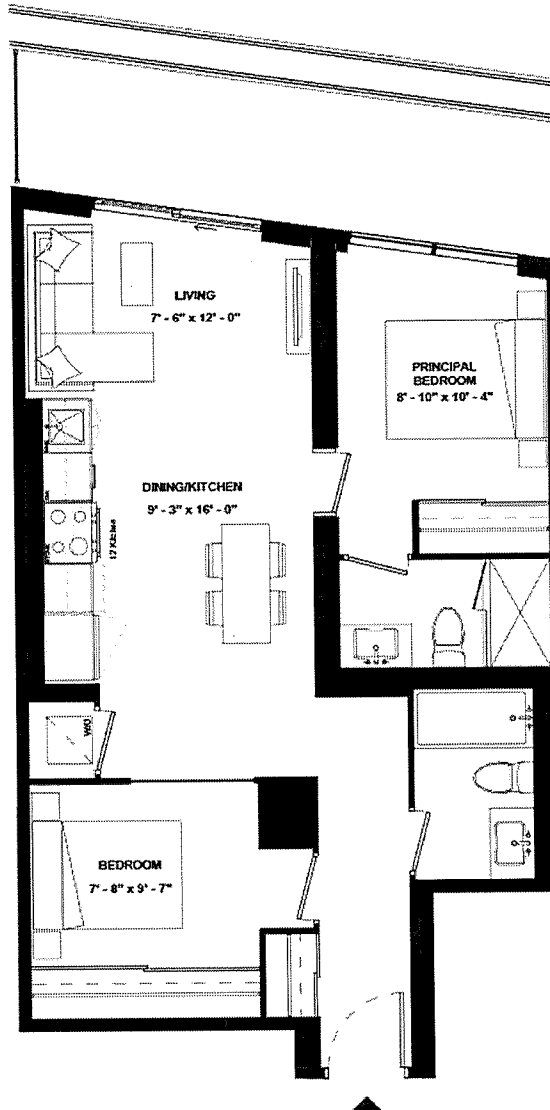 LIVING
7' - 6" x 12' - 0"
PRINCIPAL
BEDROOM
8' - 10" x 10' - 4"
DINING/KITCHEN
9' - 3" x 16' - 0"
BEDROOM
7' - 8" x 9' - 7"